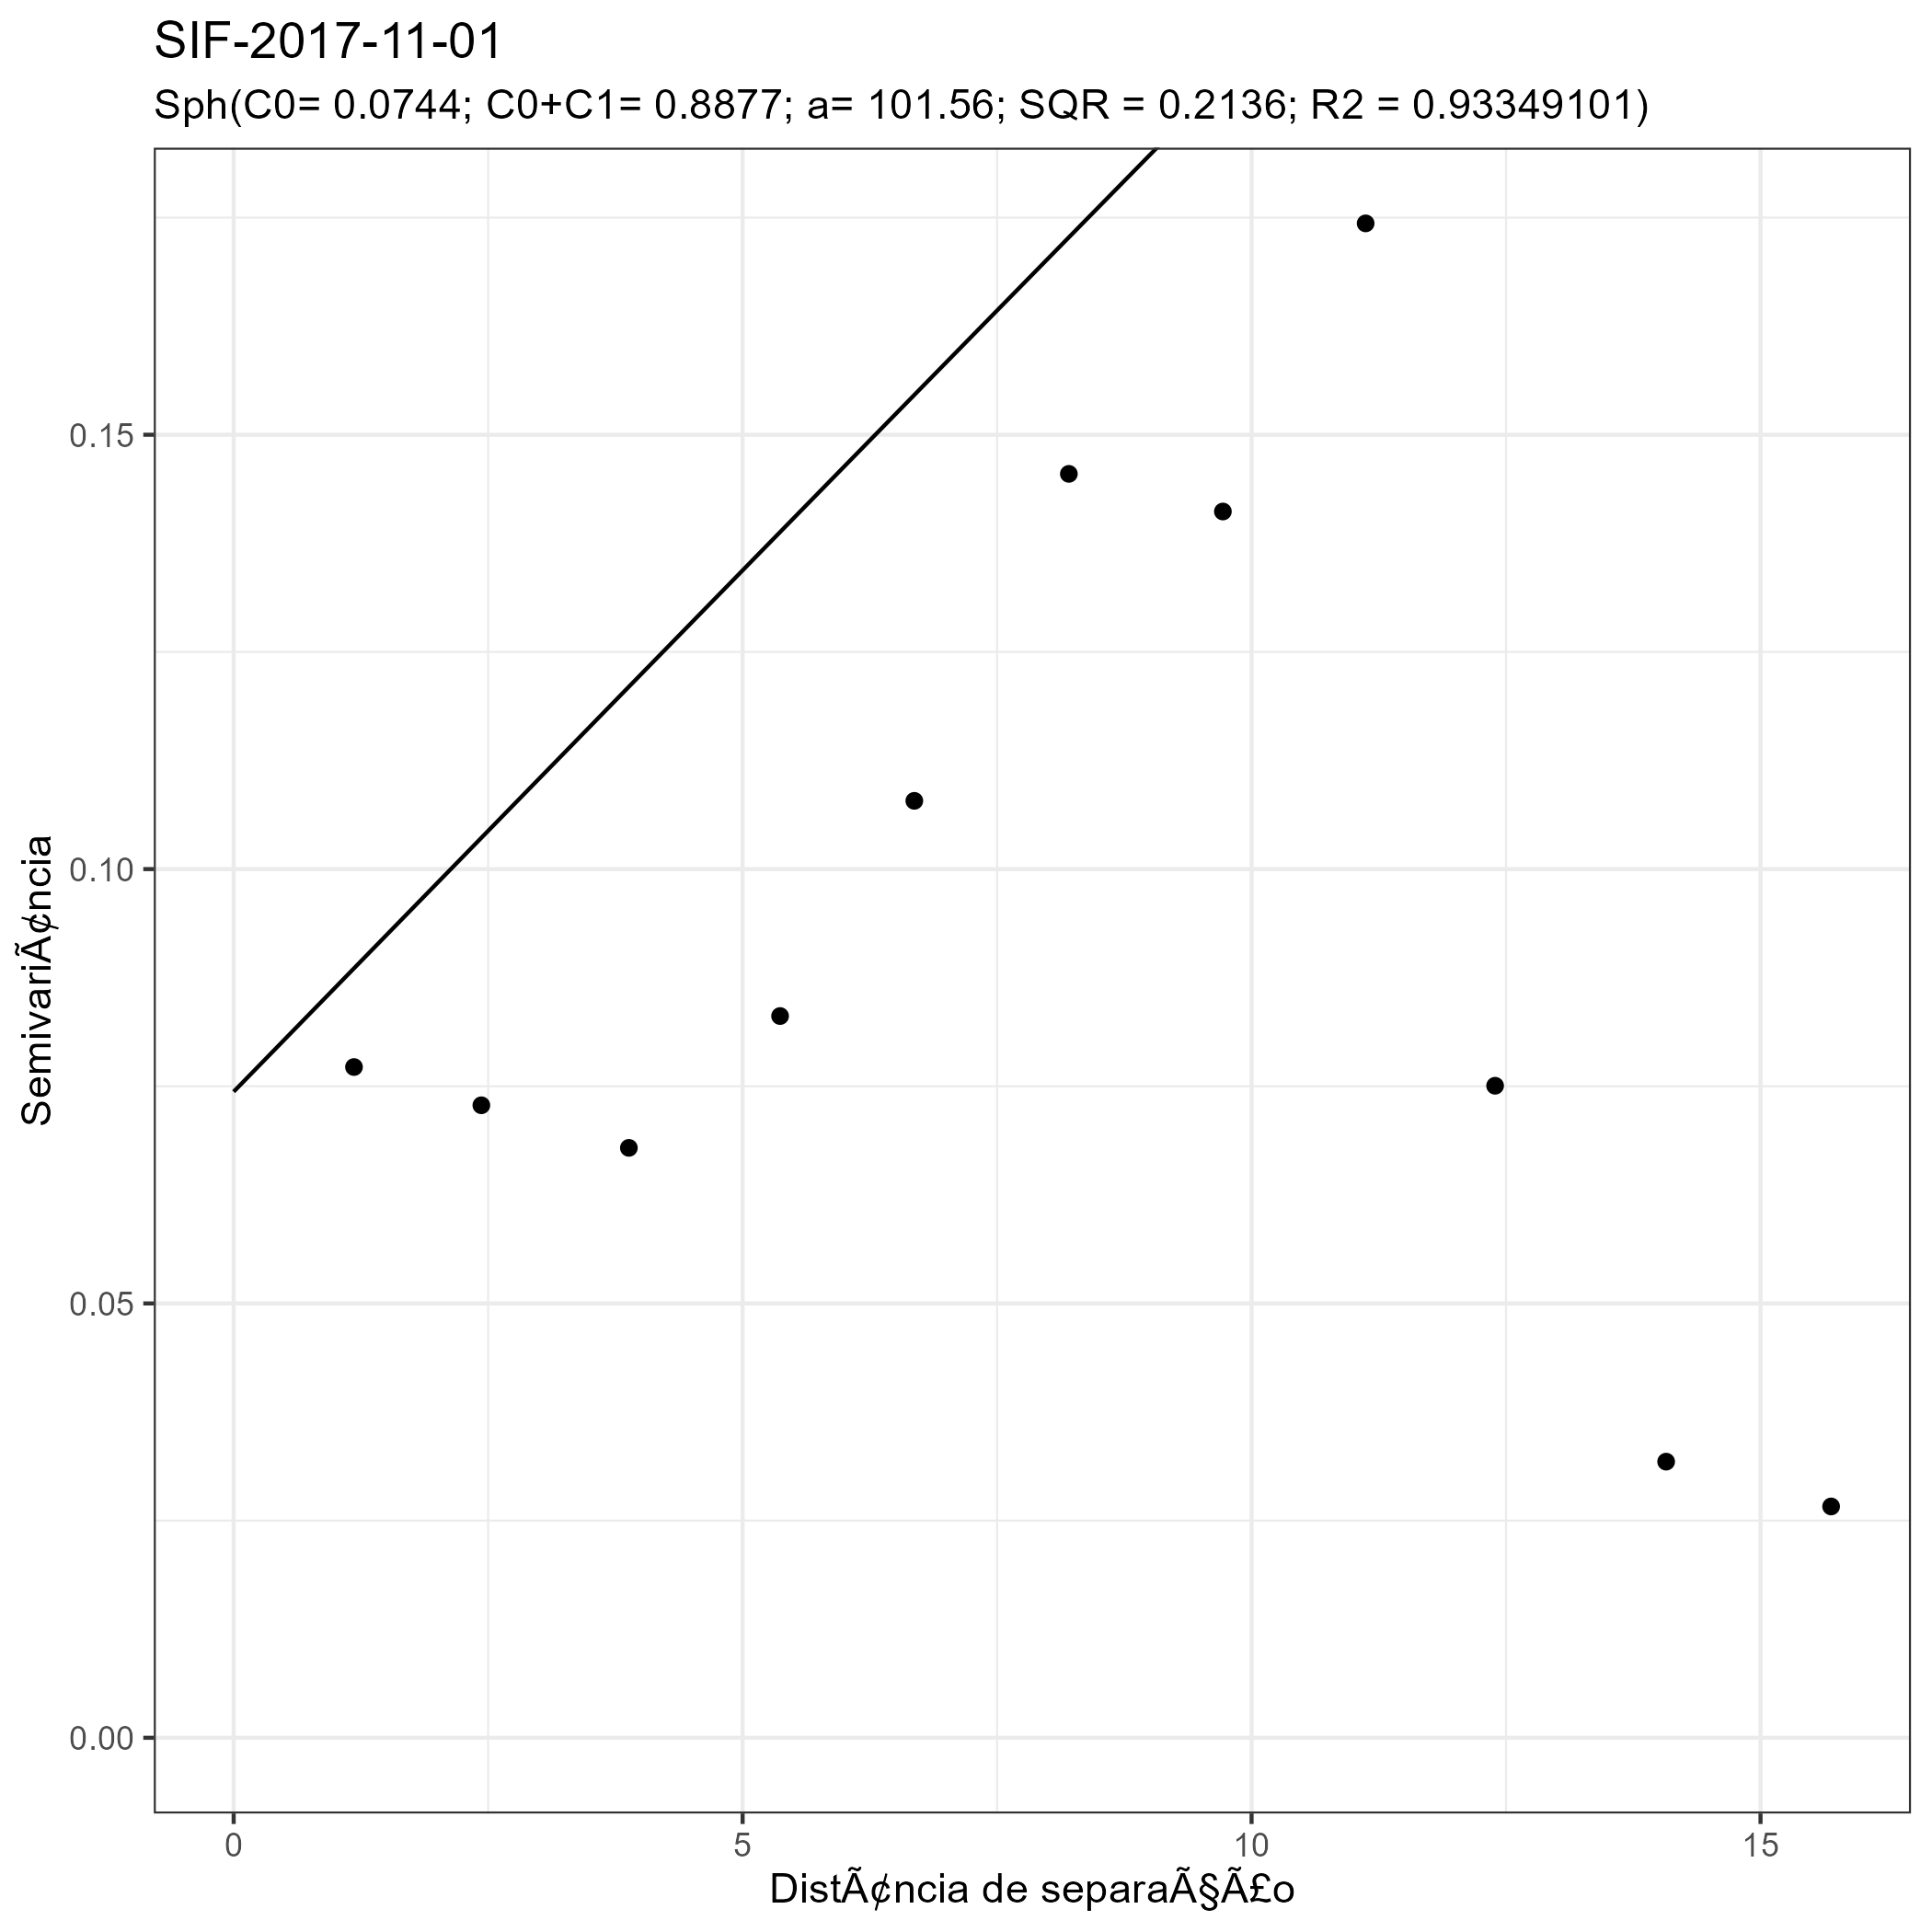 SIF-2017-11-01
Sph(C0= 0.0744; C0+C1= 0.8877; a= 101.56; SQR = 0.2136; R2 = 0.93349101)
SemivariÃ¢ncia
0.15
0.10
0.05
0.00
0 5 10 15
DistÃ¢ncia de separaÃ§Ã£o